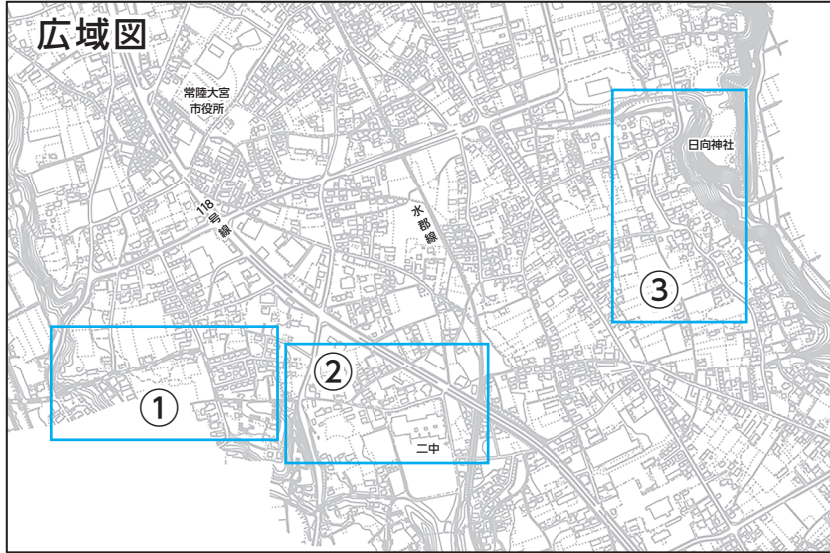 広域図
常陸大宮
市役所
日向神社
118号線
水郡線
③
②
①
二中